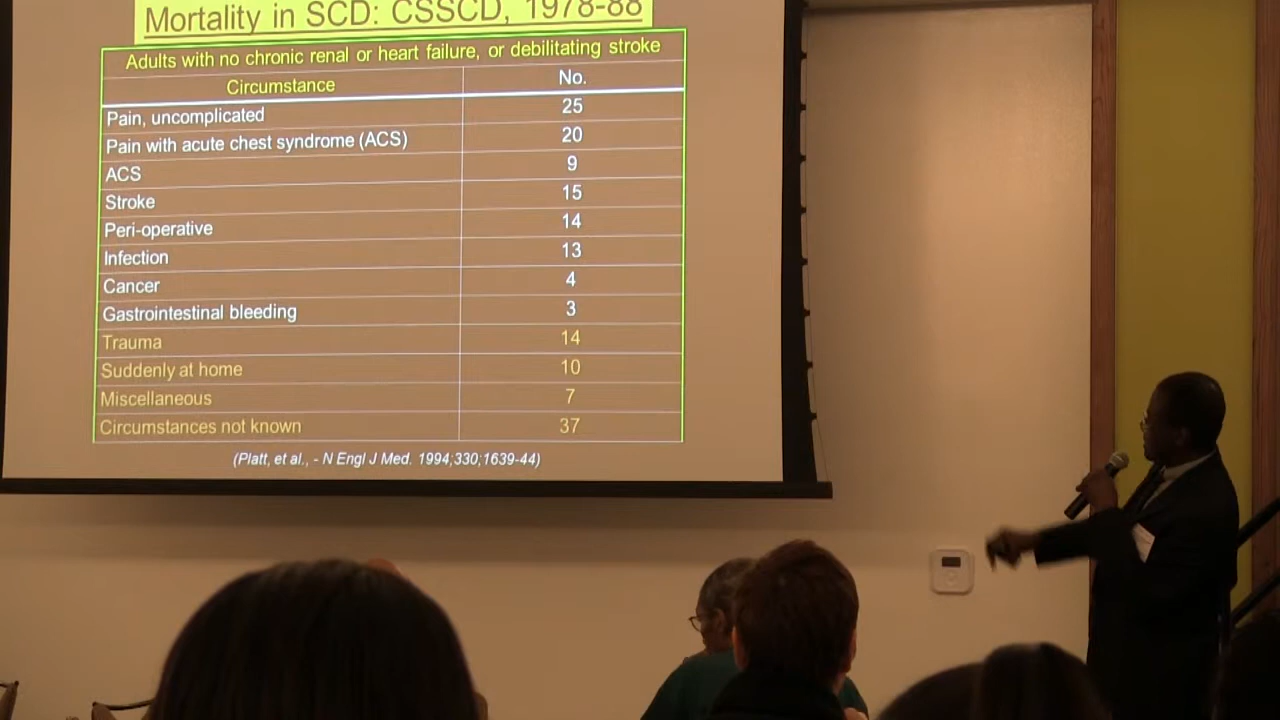 Mortality in SCD: CSSCD, 1978-88
Adults with no chronic renal or heart failure, or debilitating stroke
Circumstance No.
Pain, uncomplicated 25
Pain with acute chest syndrome (ACS) 20
ACS 9
Stroke 15
Peri-operative 14
Infection 13
Cancer 4
Gastrointestinal bleeding 3
Trauma 14
Suddenly at home 10
Miscellaneous 7
Circumstances not known 37
(Platt, et al., - N Engl J Med. 1994;330;1639-44)